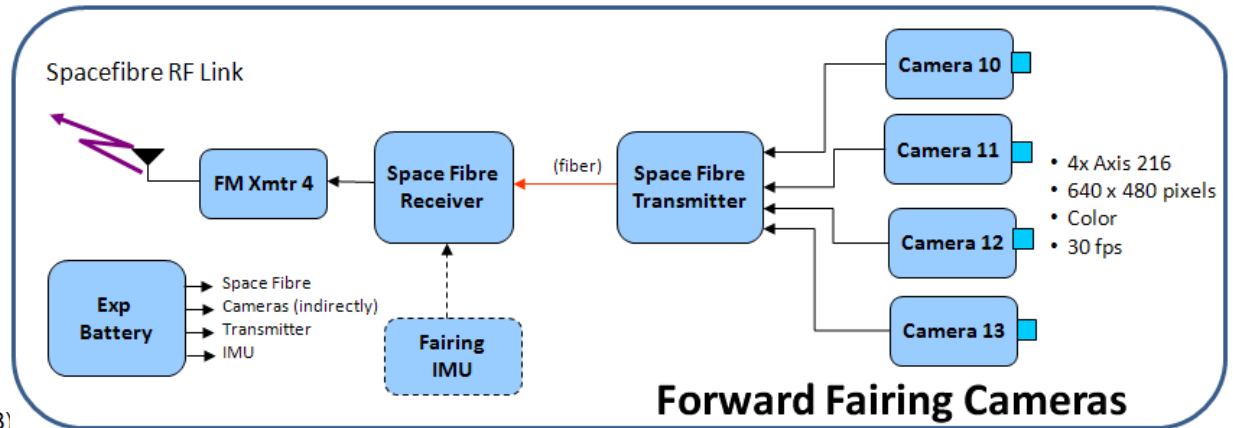 Spacefibre RF Link
FM Xmtr 4
Space Fibre
Receiver
(fiber)
Space Fibre
Transmitter
Camera 10
Camera 11
Camera 12
Camera 13
• 4x Axis 216
• 640 x 480 pixels
• Color
• 30 fps
Exp
Battery
Space Fibre
Cameras (indirectly)
Transmitter
IMU
Fairing
IMU
Forward Fairing Cameras